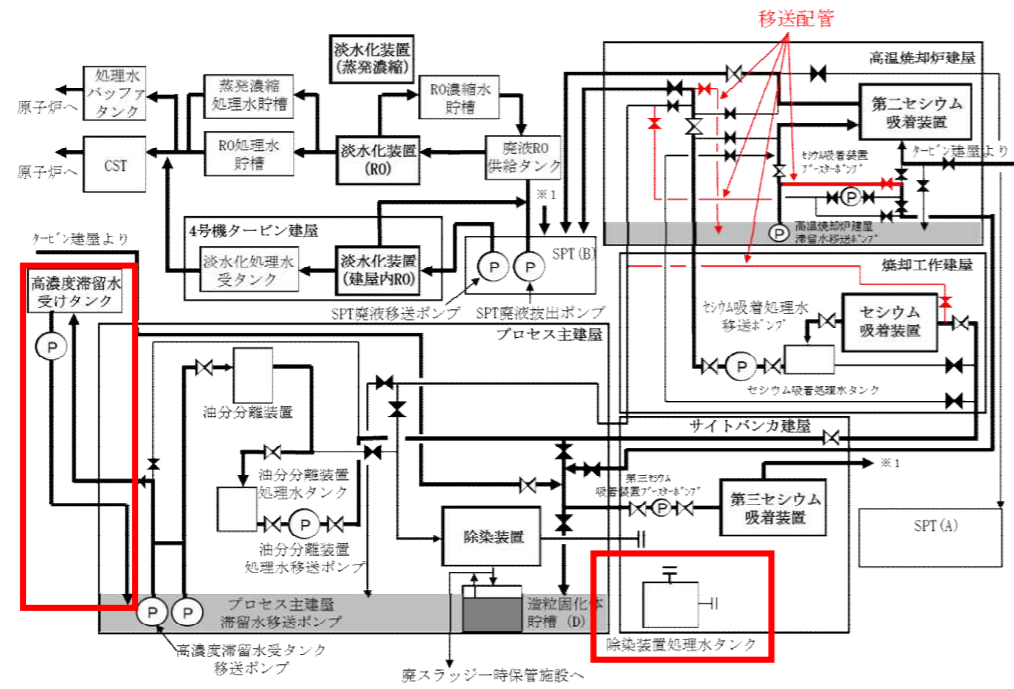 移送配管
高温焼却炉建屋
淡水化装置
(蒸発濃縮)
処理水
バッファ
タンク
原子炉へ
蒸発濃縮
処理水貯槽
RO濃縮水
貯槽
第二セシウム
吸着装置
CST
原子炉へ
RO処理水
貯槽
淡水化装置
(RO)
廃液RO
供給タンク
セシウム吸着装置
ブースターポンプ
タービン建屋より
※1
P
P
高温焼却炉建屋
滞留水移送ポンプ
タービン建屋より
4号機タービン建屋
淡水化処理水
受タンク
淡水化装置
(建屋内RO)
P
P
SPT(B)
SPT廃液移送ポンプ
SPT廃液抜出ポンプ
焼却工作建屋
高濃度滞留水
受けタンク
P
セシウム吸着処理水
移送ポンプ
セシウム
吸着装置
P
セシウム吸着処理水タンク
プロセス主建屋
油分分離装置
油分分離装置
処理水タンク
P
油分分離装置
処理水移送ポンプ
サイトバンカ建屋
※1
第三セシウム
吸着装置ブースターポンプ
P
第三セシウム
吸着装置
除染装置
SPT(A)
P
P
プロセス主建屋
滞留水移送ポンプ
造粒固化体
貯槽(D)
高濃度滞留水受タンク
移送ポンプ
除染装置処理水タンク
廃スラッジ一時保管施設へ